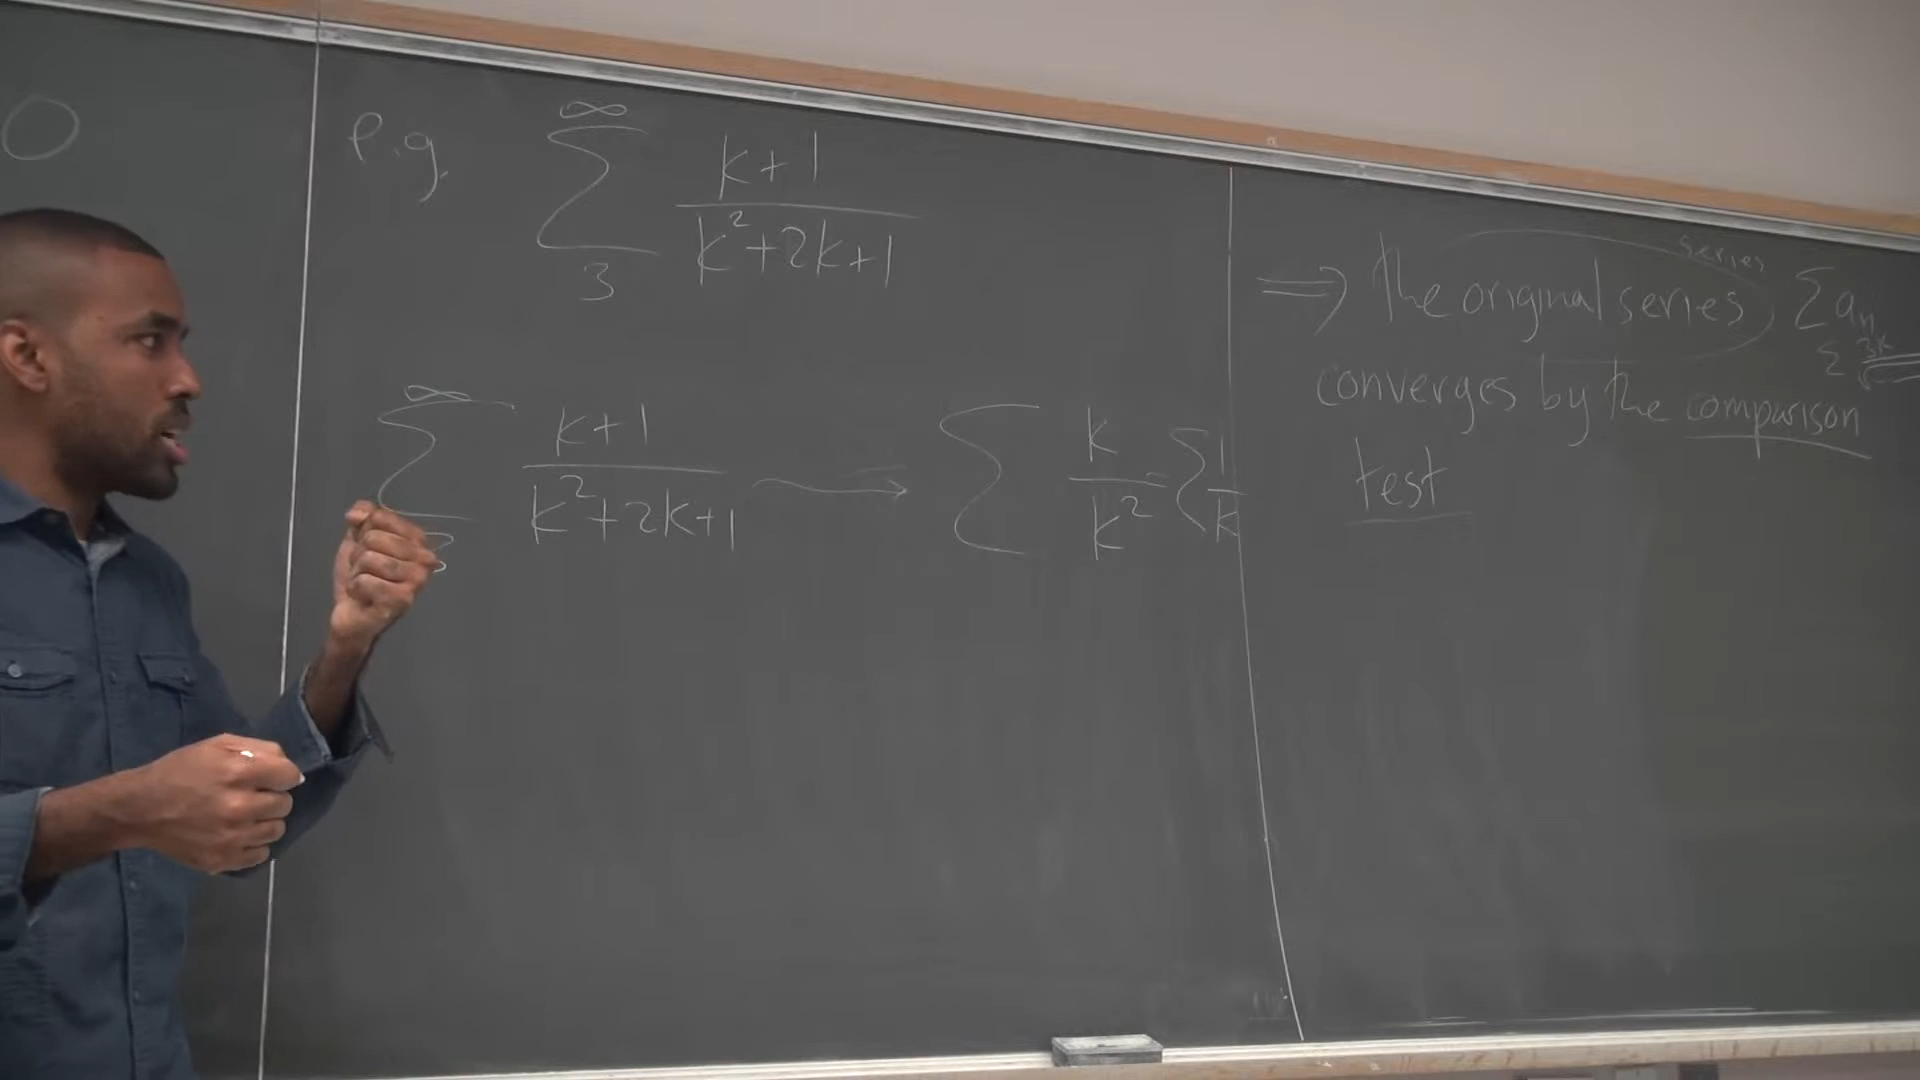 e.g. ∞ ∑ 3 k+1 / k²+2k+1
∞ ∑ 3 k+1 / k²+2k+1 → ∑ k / k² = ∑ 1 / k
series
⟹ the original series ∑ aₙ
∑ 3k
converges by the comparison
test